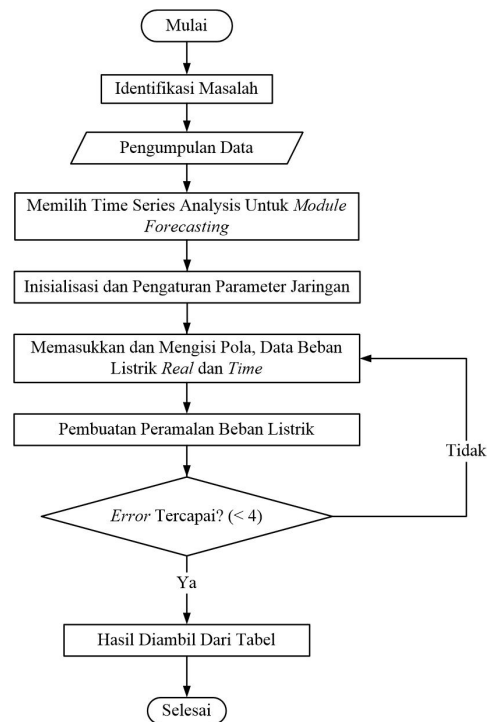 Mulai
Identifikasi Masalah
Pengumpulan Data
Memilih Time Series Analysis Untuk Module
Forecasting
Inisialisasi dan Pengaturan Parameter Jaringan
Memasukkan dan Mengisi Pola, Data Beban
Listrik Real dan Time
Pembuatan Peramalan Beban Listrik
Tidak
Error Tercapai? (< 4)
Ya
Hasil Diambil Dari Tabel
Selesai